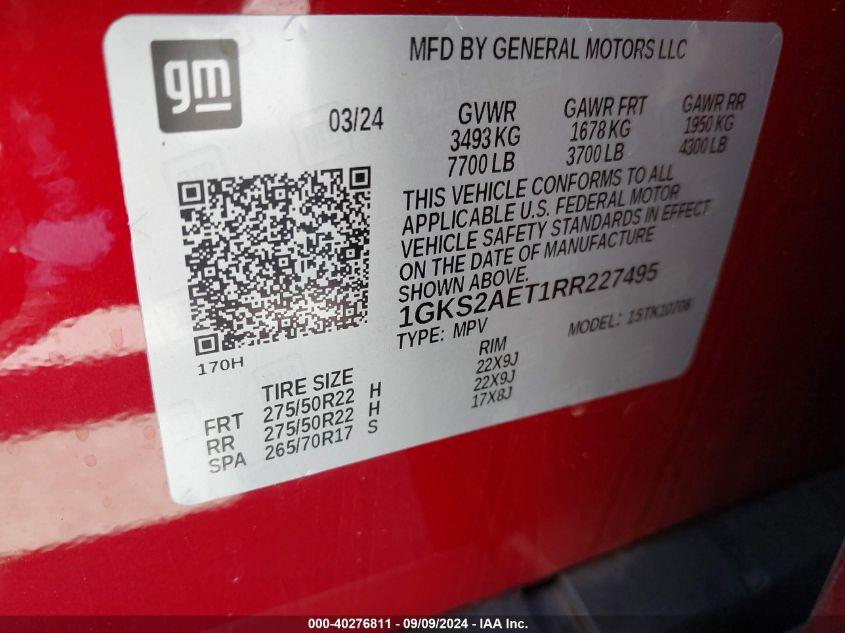 gm
MFD BY GENERAL MOTORS LLC
03/24
GVWR GAWR FRT GAWR RR
3493 KG 1678 KG 1950 KG
7700 LB 3700 LB 4300 LB
THIS VEHICLE CONFORMS TO ALL
APPLICABLE U.S. FEDERAL MOTOR
VEHICLE SAFETY STANDARDS IN EFFECT
ON THE DATE OF MANUFACTURE
SHOWN ABOVE.
1GKS2AET1RR227495
TYPE: MPV MODEL: 15TK10706
170H
TIRE SIZE RIM
FRT 275/50R22 H 22X9J
RR 275/50R22 H 22X9J
SPA 265/70R17 S 17X8J
000-40276811 - 09/09/2024 - IAA Inc.